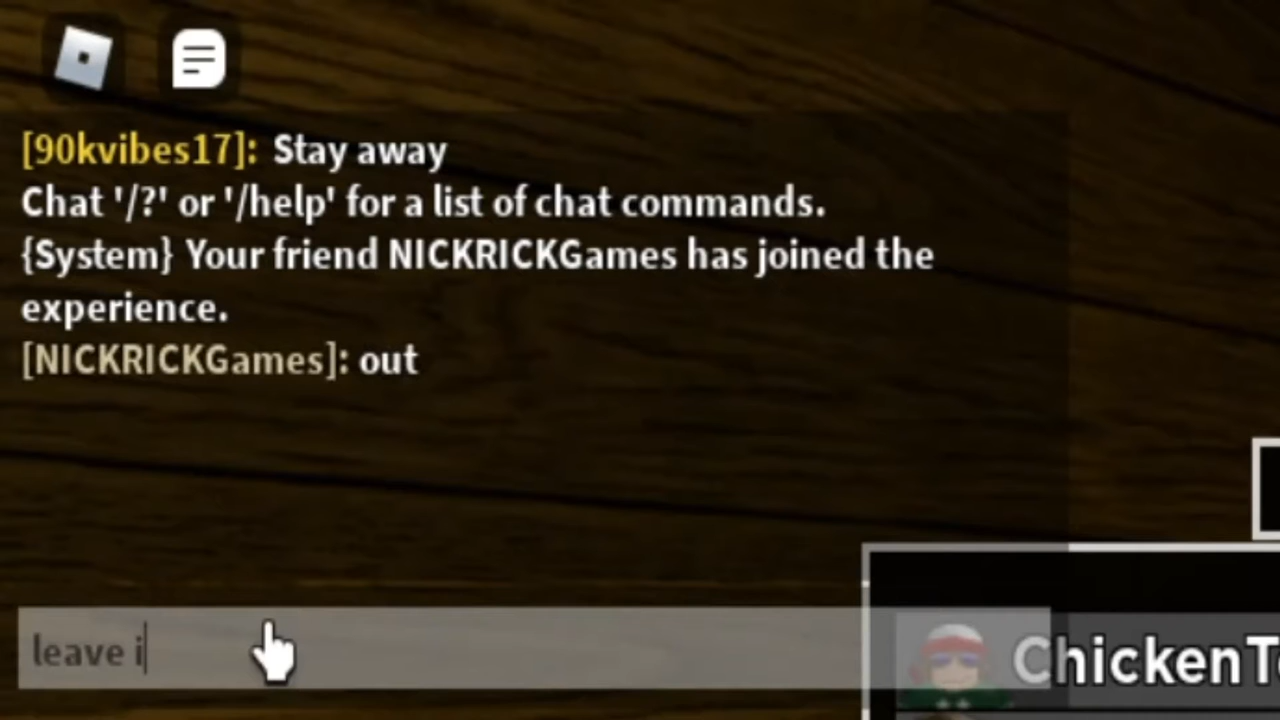 [90kvibes17]: Stay away
Chat '/?' or '/help' for a list of chat commands.
{System} Your friend NICKRICKGames has joined the
experience.
[NICKRICKGames]: out
leave i